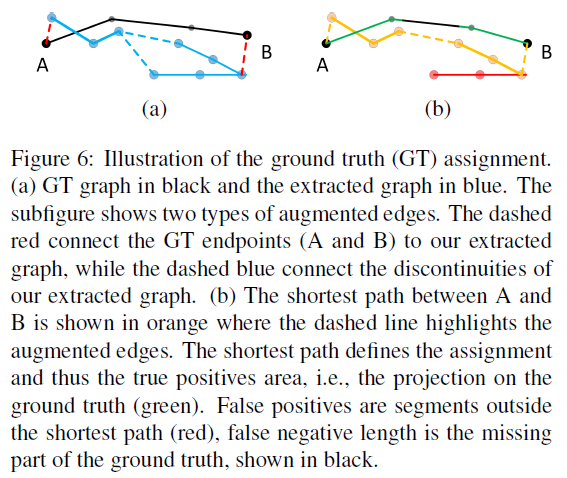 A
B
A
B
(a)
(b)
Figure 6: Illustration of the ground truth (GT) assignment.
(a) GT graph in black and the extracted graph in blue. The
subfigure shows two types of augmented edges. The dashed
red connect the GT endpoints (A and B) to our extracted
graph, while the dashed blue connect the discontinuities of
our extracted graph. (b) The shortest path between A and
B is shown in orange where the dashed line highlights the
augmented edges. The shortest path defines the assignment
and thus the true positives area, i.e., the projection on the
ground truth (green). False positives are segments outside
the shortest path (red), false negative length is the missing
part of the ground truth, shown in black.